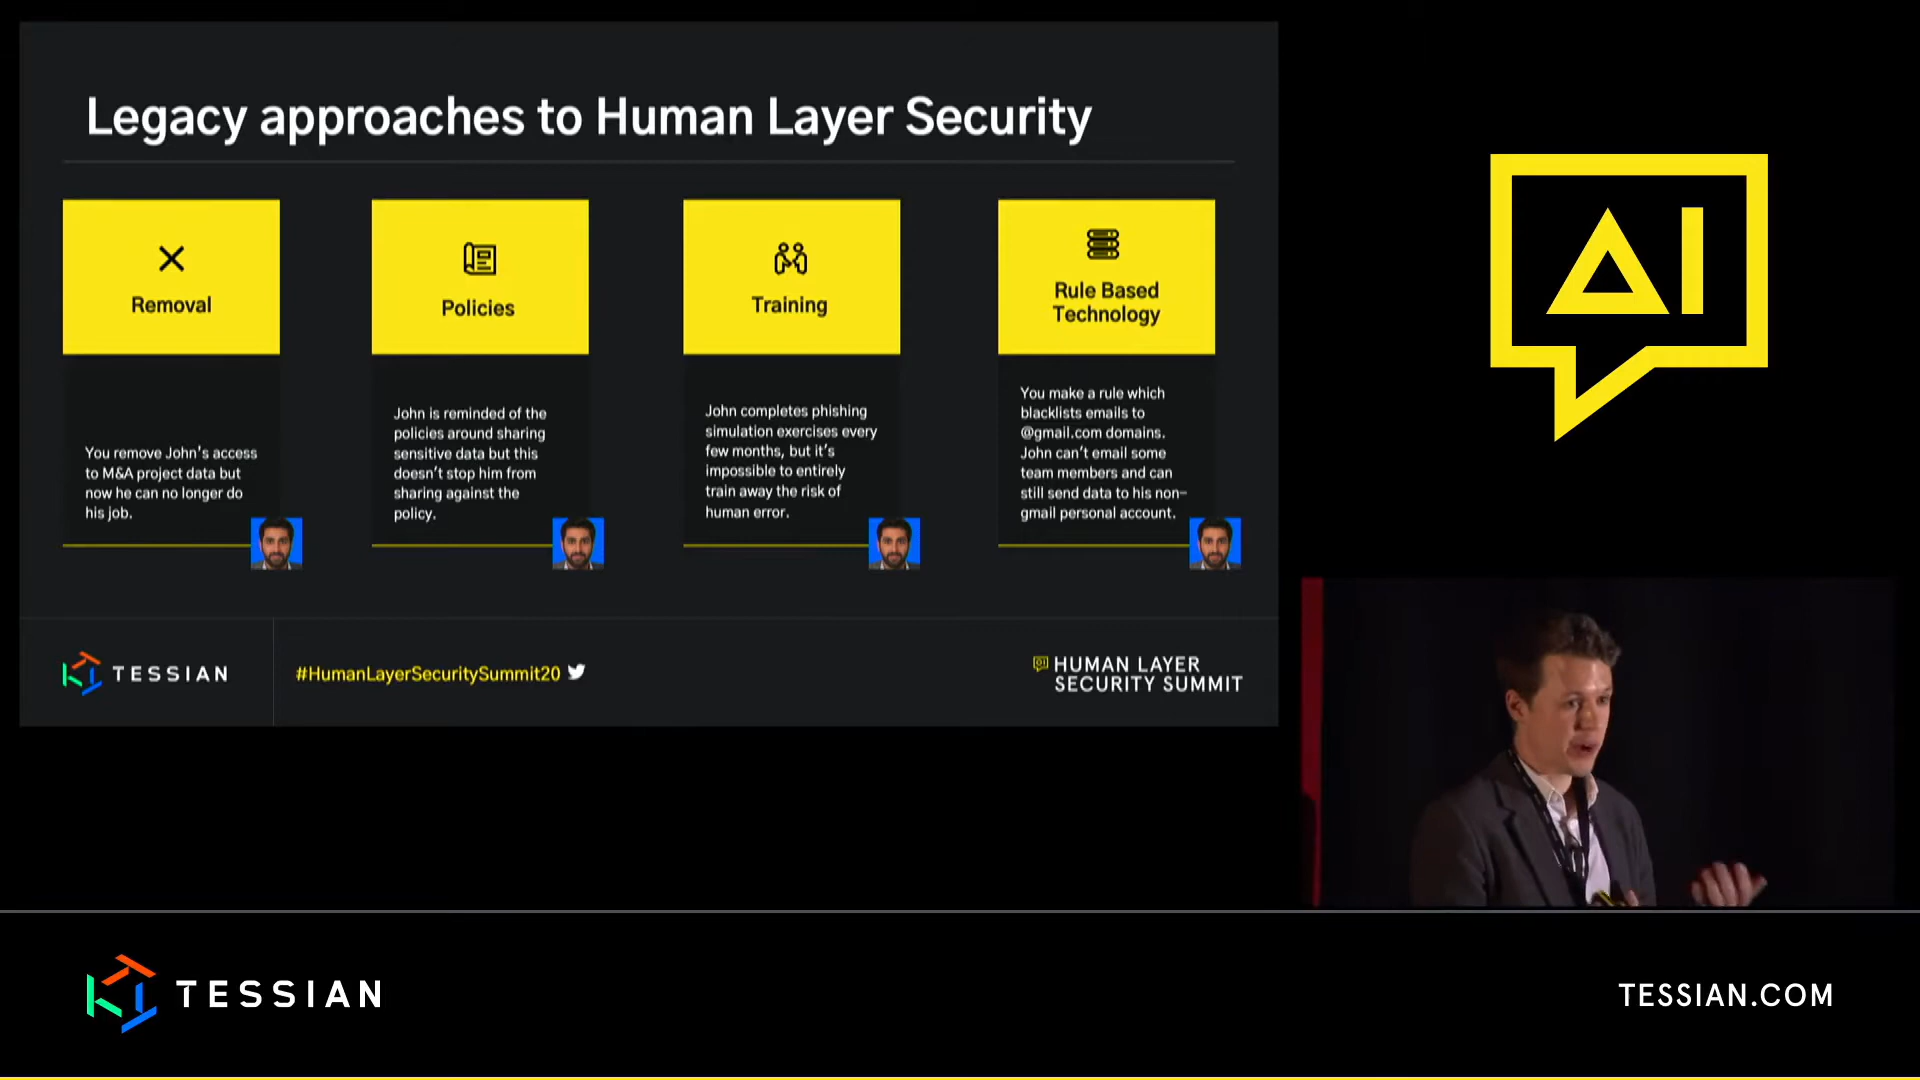 Legacy approaches to Human Layer Security
Removal
You remove John's access
to M&A project data but
now he can no longer do
his job.
Policies
John is reminded of the
policies around sharing
sensitive data but this
doesn't stop him from
sharing against the
policy.
Training
John completes phishing
simulation exercises every
few months, but it's
impossible to entirely
train away the risk of
human error.
Rule Based
Technology
You make a rule which
blacklists emails to
@gmail.com domains.
John can't email some
team members and can
still send data to his non-
gmail personal account.
TESSIAN
#HumanLayerSecuritySummit20
HUMAN LAYER
SECURITY SUMMIT
AI
TESSIAN
TESSIAN.COM